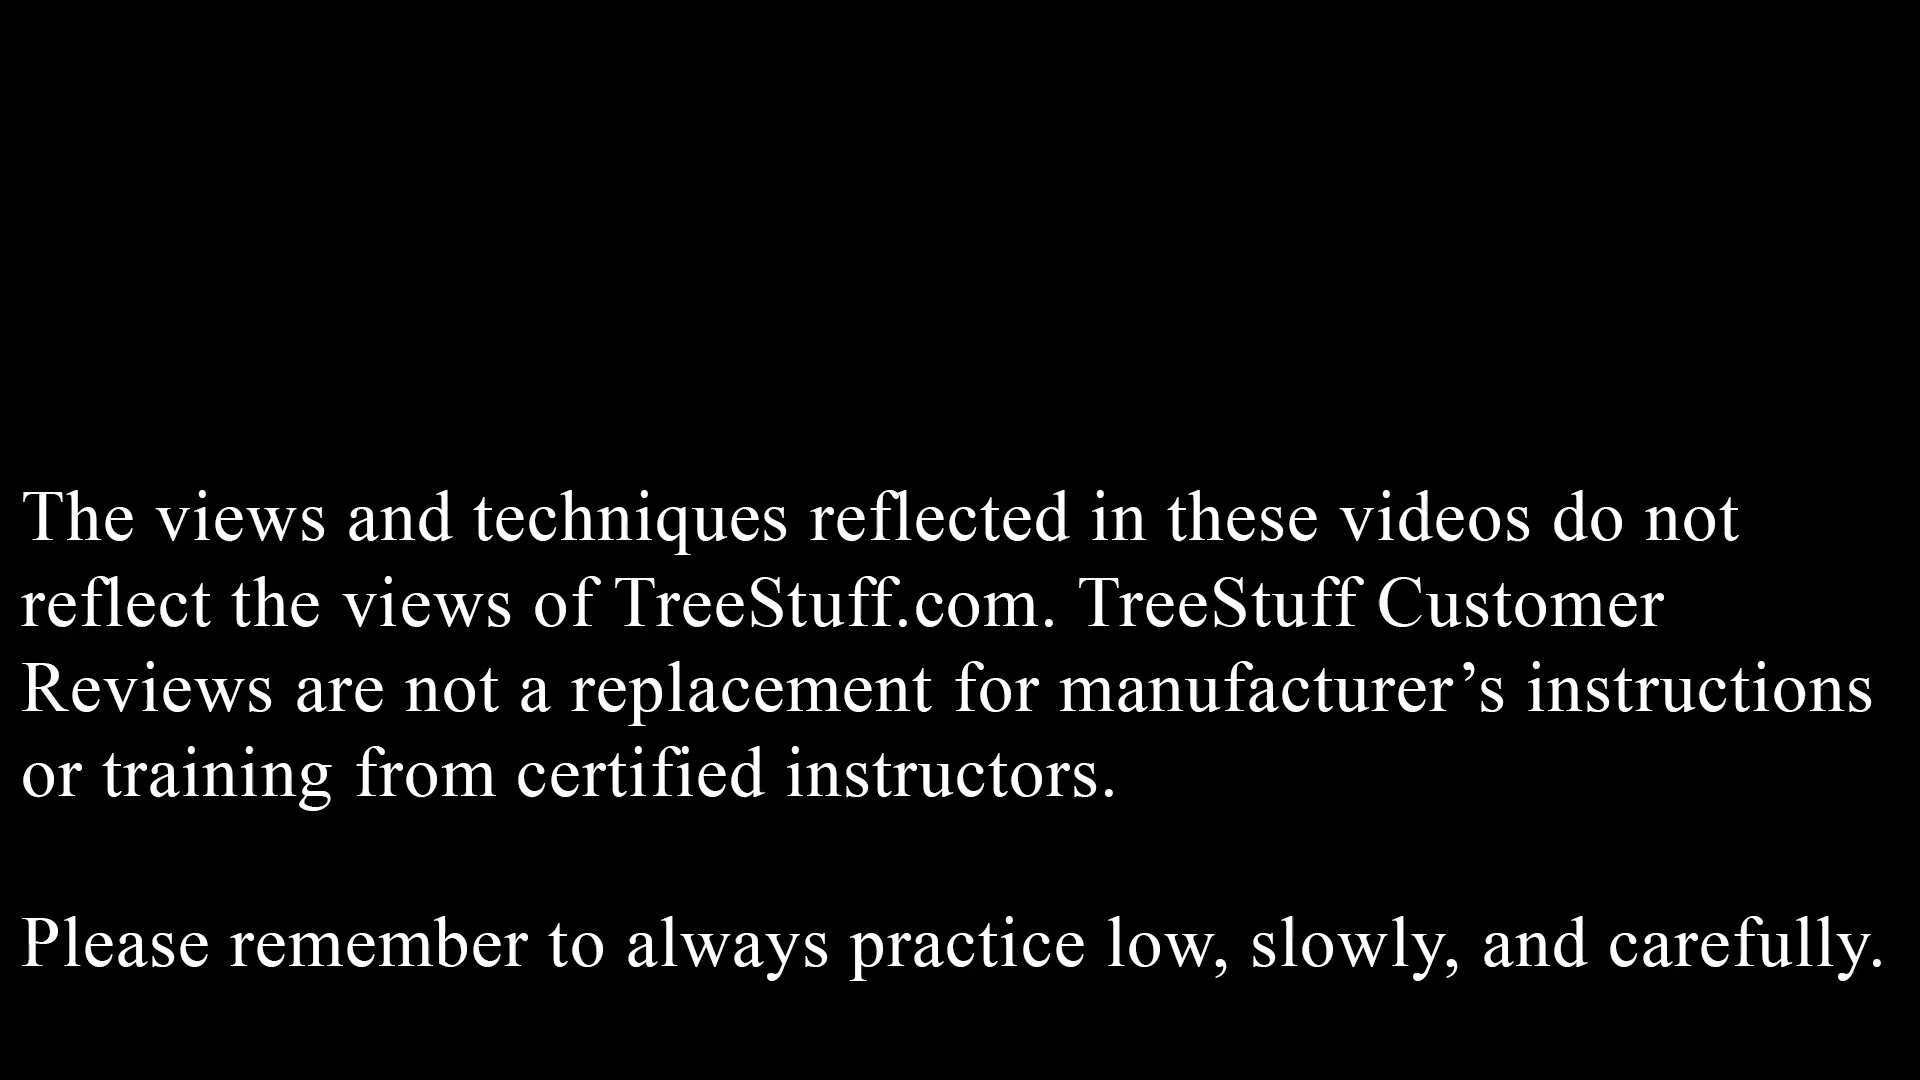 The views and techniques reflected in these videos do not
reflect the views of TreeStuff.com. TreeStuff Customer
Reviews are not a replacement for manufacturer’s instructions
or training from certified instructors.
Please remember to always practice low, slowly, and carefully.